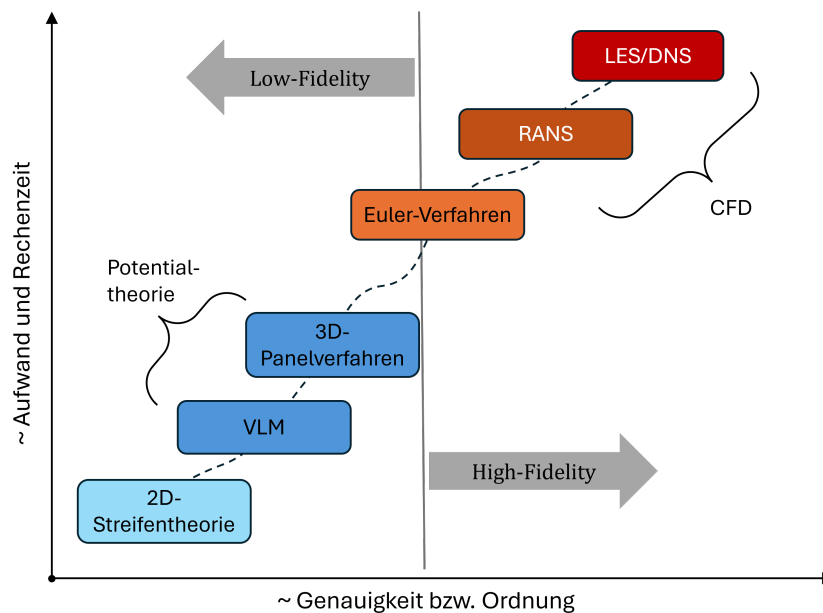 LES/DNS
Low-Fidelity
RANS
CFD
Euler-Verfahren
Potential-
theorie
3D-
Panelverfahren
VLM
High-Fidelity
2D-
Streifentheorie
~ Aufwand und Rechenzeit
~ Genauigkeit bzw. Ordnung